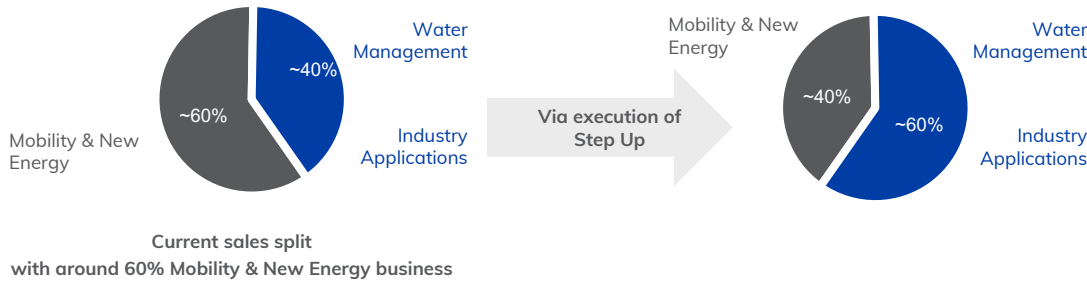 Water
Management
~40%
~60%
Mobility & New
Energy
Industry
Applications
Current sales split
with around 60% Mobility & New Energy business
Via execution of
Step Up
Mobility & New
Energy
Water
Management
~40%
~60%
Industry
Applications